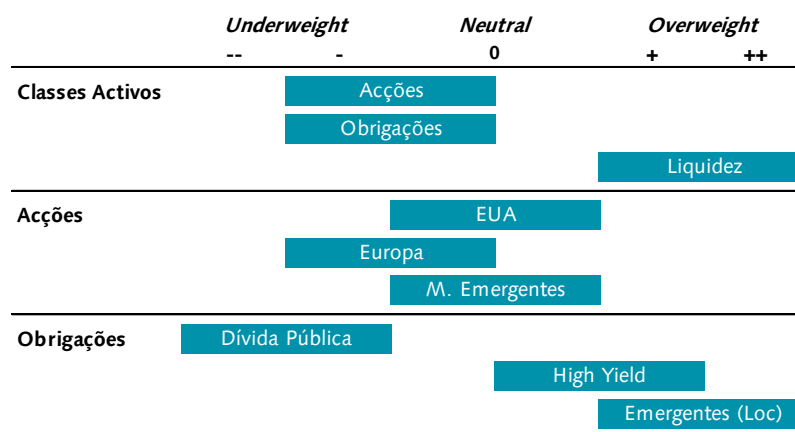 Underweight Neutral Overweight
-- - 0 + ++
Classes Activos Acções
Obrigações
Liquidez
Acções EUA
Europa
M. Emergentes
Obrigações Dívida Pública
High Yield
Emergentes (Loc)